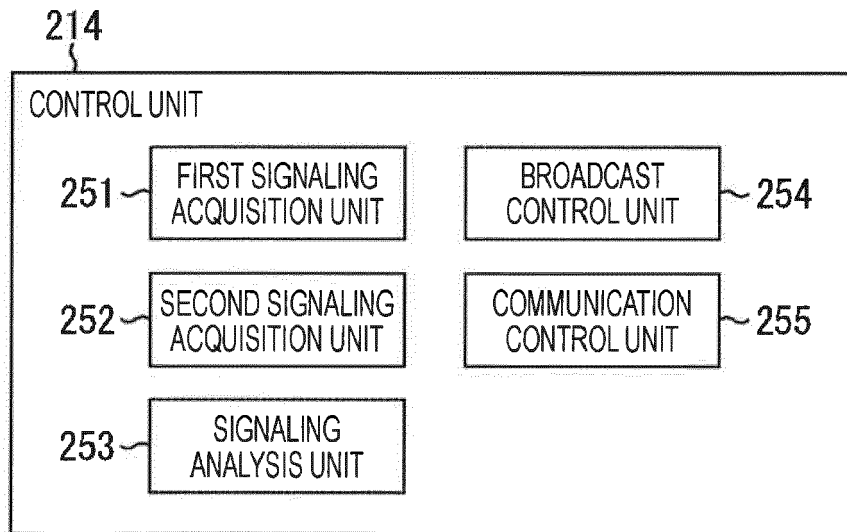 214
CONTROL UNIT
251
FIRST SIGNALING
ACQUISITION UNIT
BROADCAST
CONTROL UNIT
254
252
SECOND SIGNALING
ACQUISITION UNIT
COMMUNICATION
CONTROL UNIT
255
253
SIGNALING
ANALYSIS UNIT